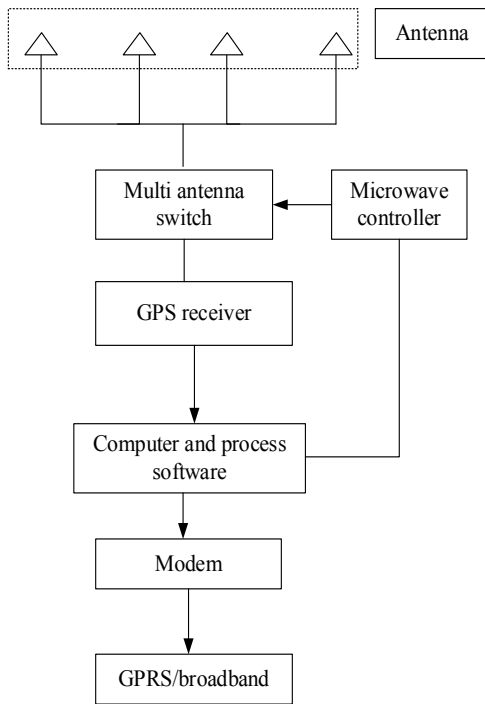 Antenna
Multi antenna
switch
Microwave
controller
GPS receiver
Computer and process
software
Modem
GPRS/broadband